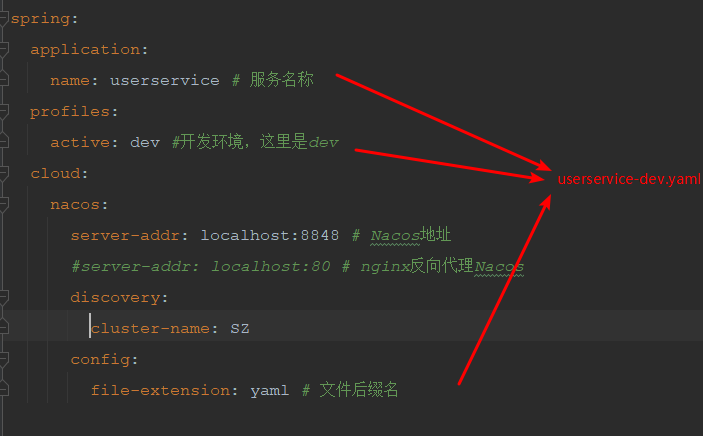 spring:
application:
name: userservice # 服务名称
profiles:
active: dev #开发环境，这里是dev
cloud:
userservice-dev.yaml
nacos:
server-addr: localhost:8848 # Nacos地址
#server-addr: localhost:80 # nginx反向代理Nacos
discovery:
cluster-name: SZ
config:
file-extension: yaml # 文件后缀名